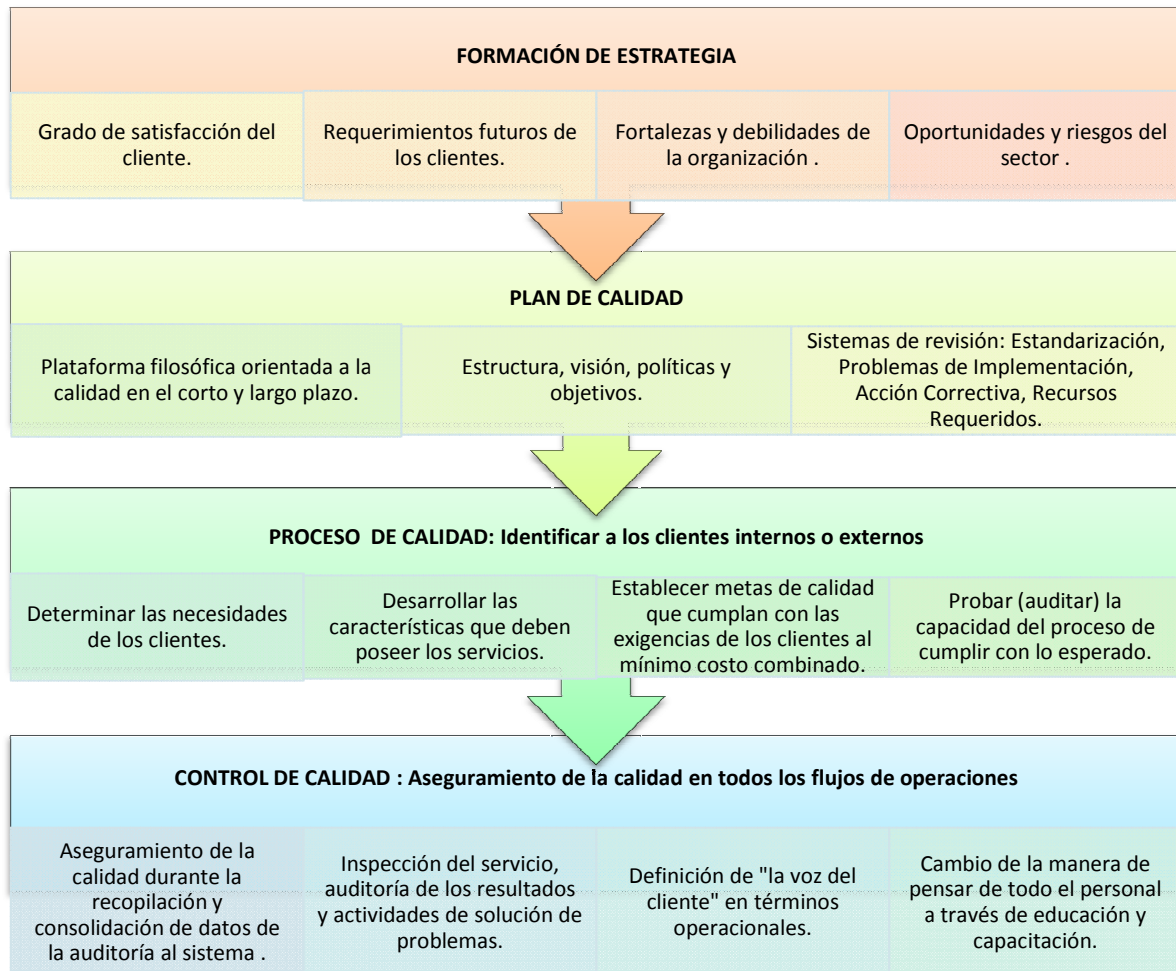 FORMACIÓN DE ESTRATEGIA
Grado de satisfacción del
cliente.
Requerimientos futuros de
los clientes.
Fortalezas y debilidades de
la organización .
Oportunidades y riesgos del
sector .
PLAN DE CALIDAD
Plataforma filosófica orientada a la
calidad en el corto y largo plazo.
Estructura, visión, políticas y
objetivos.
Sistemas de revisión: Estandarización,
Problemas de Implementación,
Acción Correctiva, Recursos
Requeridos.
PROCESO  DE CALIDAD: Identificar a los clientes internos o externos
Determinar las necesidades
de los clientes.
Desarrollar las
características que deben
poseer los servicios.
Establecer metas de calidad
que cumplan con las
exigencias de los clientes al
mínimo costo combinado.
Probar (auditar) la
capacidad del proceso de
cumplir con lo esperado.
CONTROL DE CALIDAD : Aseguramiento de la calidad en todos los flujos de operaciones
Aseguramiento de la
calidad durante la
recopilación y
consolidación de datos de
la auditoría al sistema .
Inspección del servicio,
auditoría de los resultados
y actividades de solución de
problemas.
Definición de "la voz del
cliente" en términos
operacionales.
Cambio de la manera de
pensar de todo el personal
a través de educación y
capacitación.